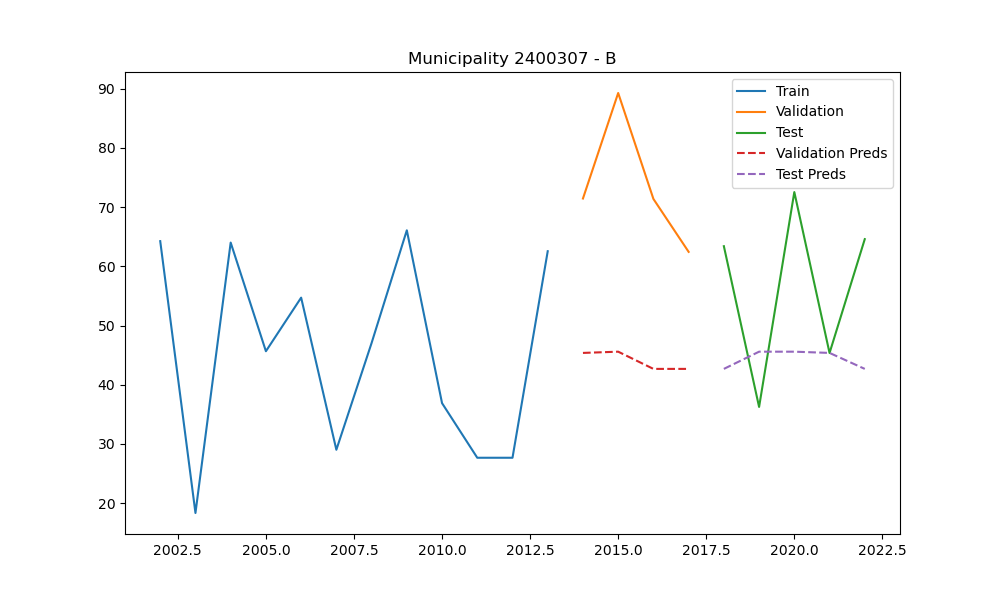 Municipality 2400307 - B
90
80
70
60
50
40
30
20
2002.5
2005.0
2007.5
2010.0
2012.5
2015.0
2017.5
2020.0
2022.5
Train
Validation
Test
Validation Preds
Test Preds